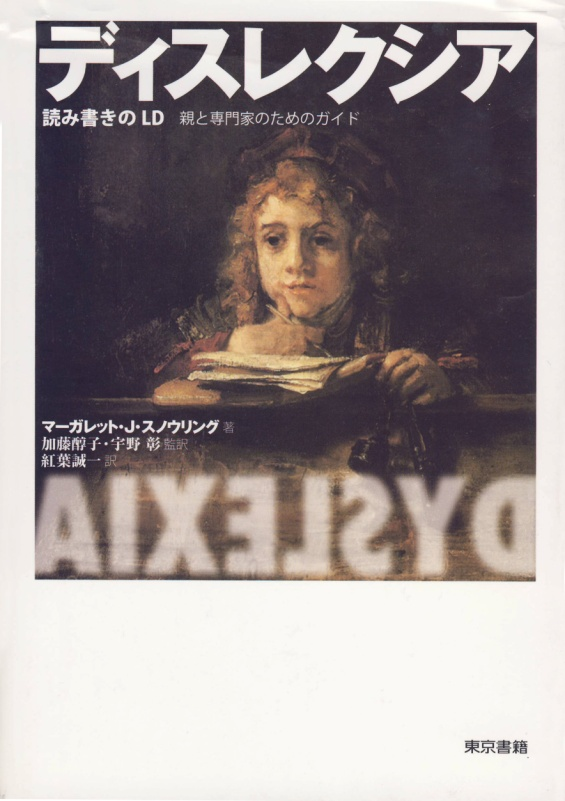 ディスレクシア
読み書きの LD 親と専門家のためのガイド
マーガレット・J・スノウリング 著
加藤醇子・宇野 彰 監訳
紅葉誠一 訳
DYSLEXIA
東京書籍